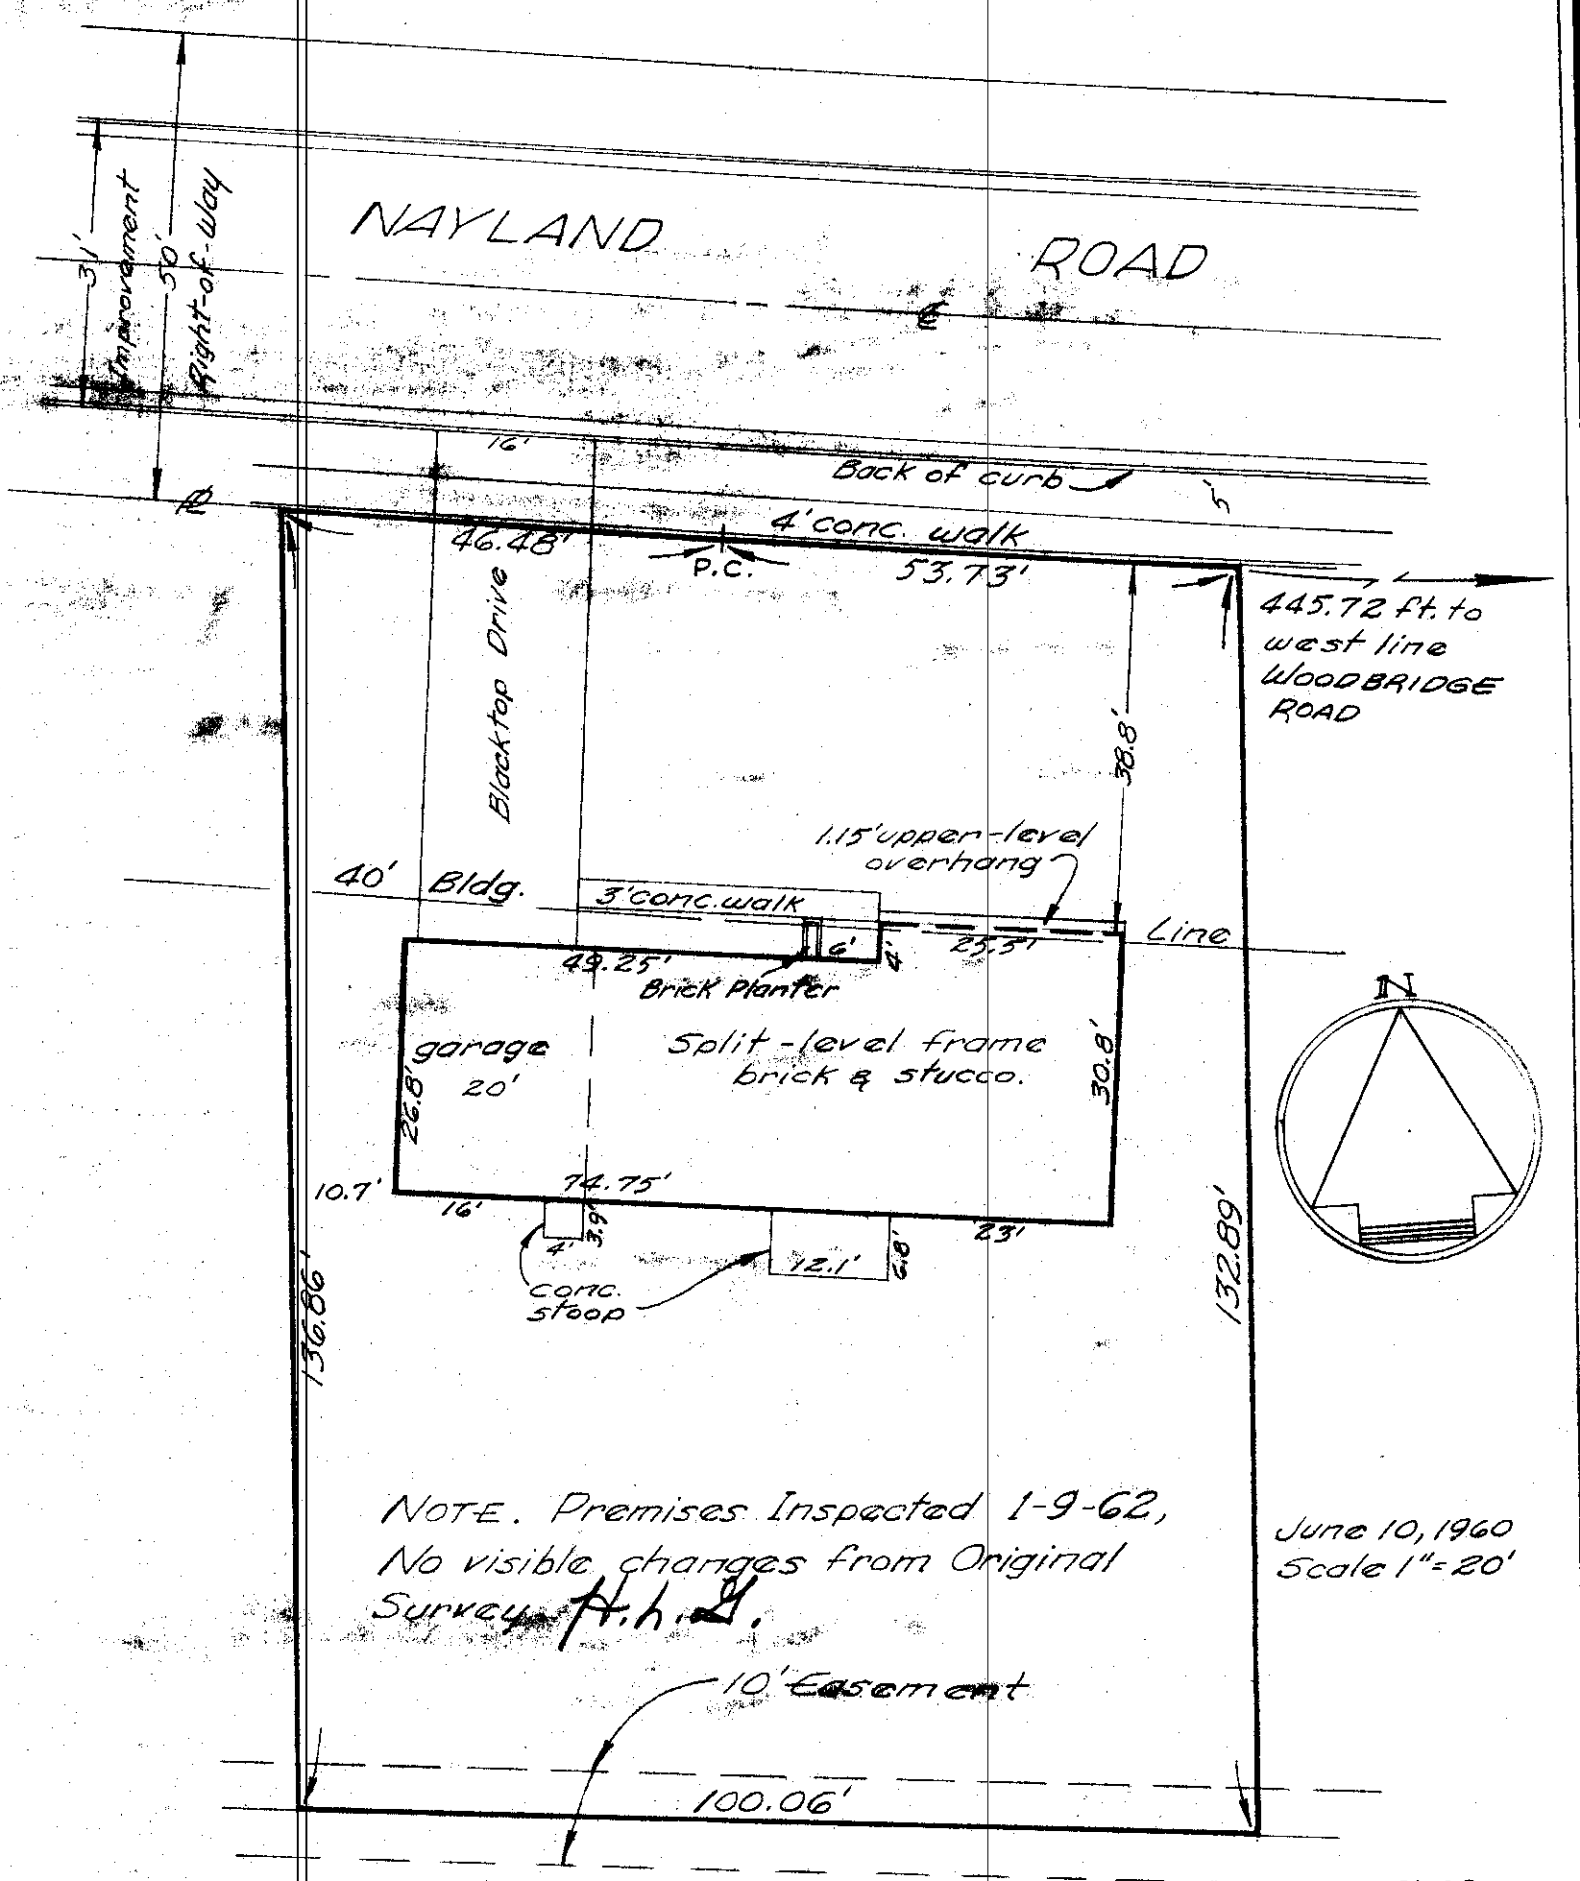 31'
Improvement
50'
Right-of-Way
NAYLAND ROAD
16'
Back of curb
5'
4' conc. walk
46.48'
P.C.
53.73'
445.72 ft. to
west line
WOODBRIDGE
ROAD
Blacktop Drive
38.8'
1.15' upper-level
overhang
40' Bldg. Line
3' conc. walk
49.25'
6'
4'
25.5'
Brick Planter
N
garage
20'
26.8'
Split-level frame
brick & stucco.
30.8'
10.7'
16'
74.75'
4'
3.9'
12.1'
6.8'
23'
conc.
stoop
136.86'
132.89'
NOTE. Premises Inspected 1-9-62,
No visible changes from Original
Survey H.h.G.
June 10, 1960
Scale 1"=20'
10' Easement
100.06'